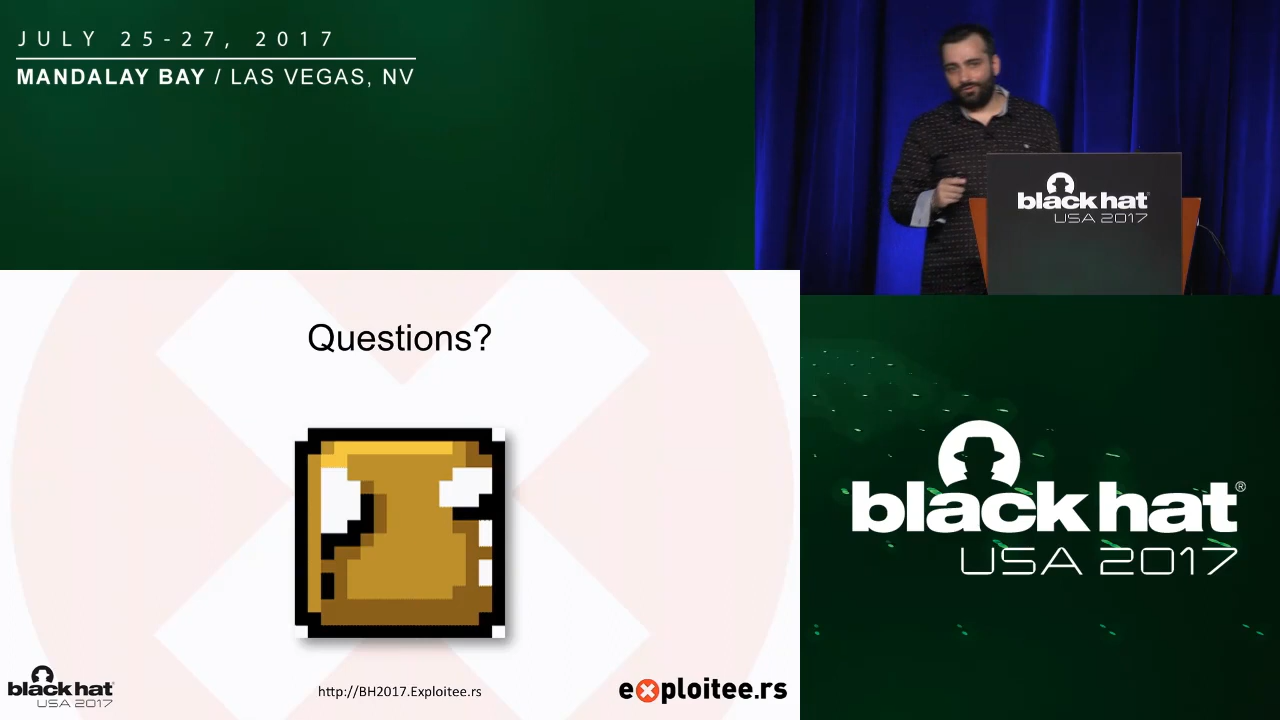 JULY 25-27, 2017
MANDALAY BAY / LAS VEGAS, NV
black hat
USA 2017
Questions?
black hat®
USA 2017
black hat
USA 2017
http://BH2017.Exploitee.rs
exploitee.rs